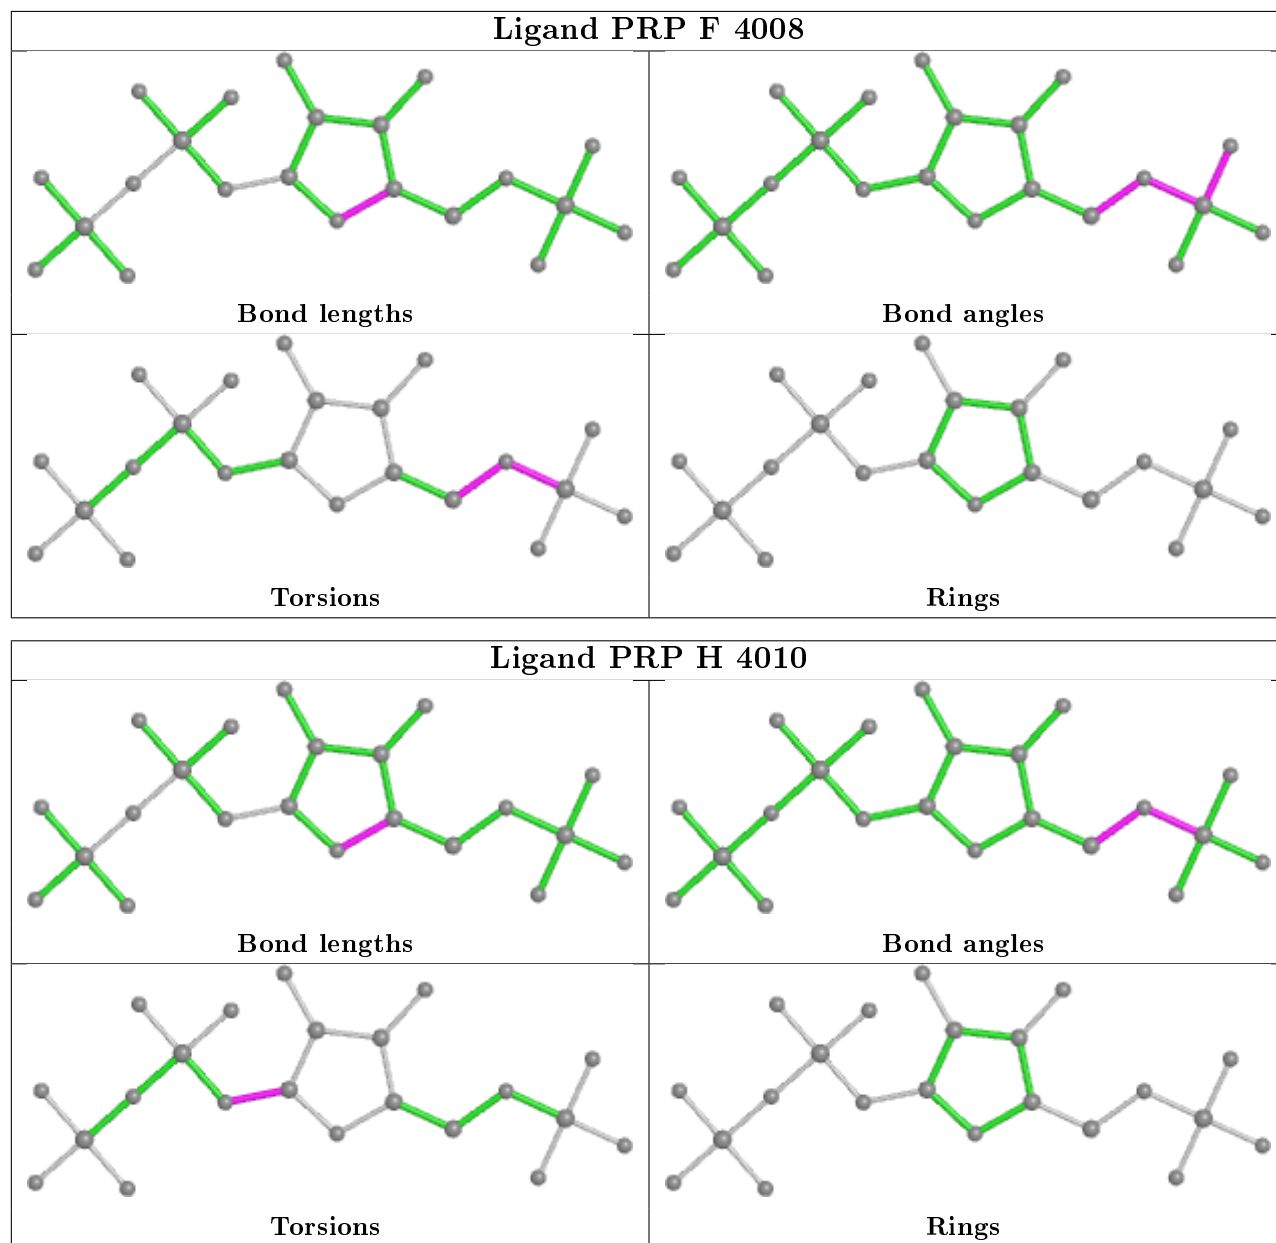 Ligand PRP F 4008
Bond lengths
Bond angles
Torsions
Rings
Ligand PRP H 4010
Bond lengths
Bond angles
Torsions
Rings